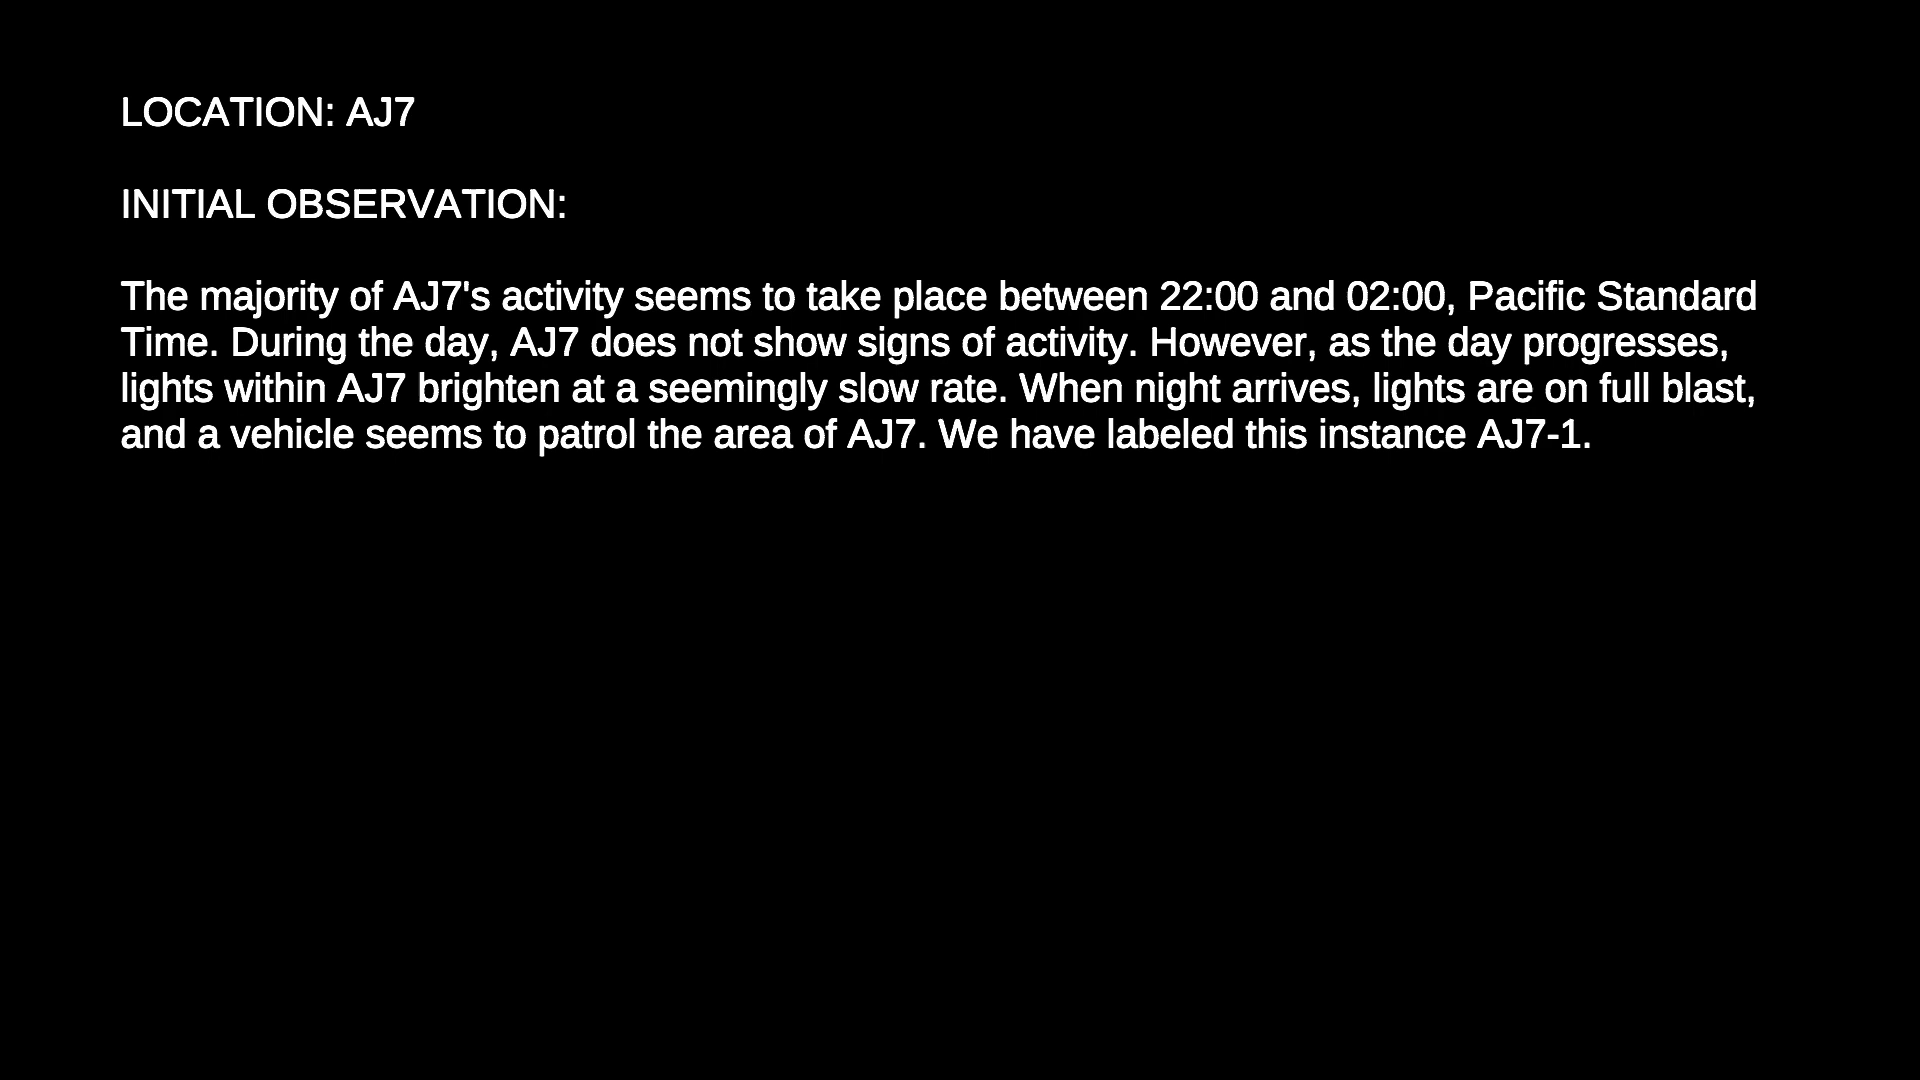 LOCATION: AJ7
INITIAL OBSERVATION:
The majority of AJ7's activity seems to take place between 22:00 and 02:00, Pacific Standard
Time. During the day, AJ7 does not show signs of activity. However, as the day progresses,
lights within AJ7 brighten at a seemingly slow rate. When night arrives, lights are on full blast,
and a vehicle seems to patrol the area of AJ7. We have labeled this instance AJ7-1.